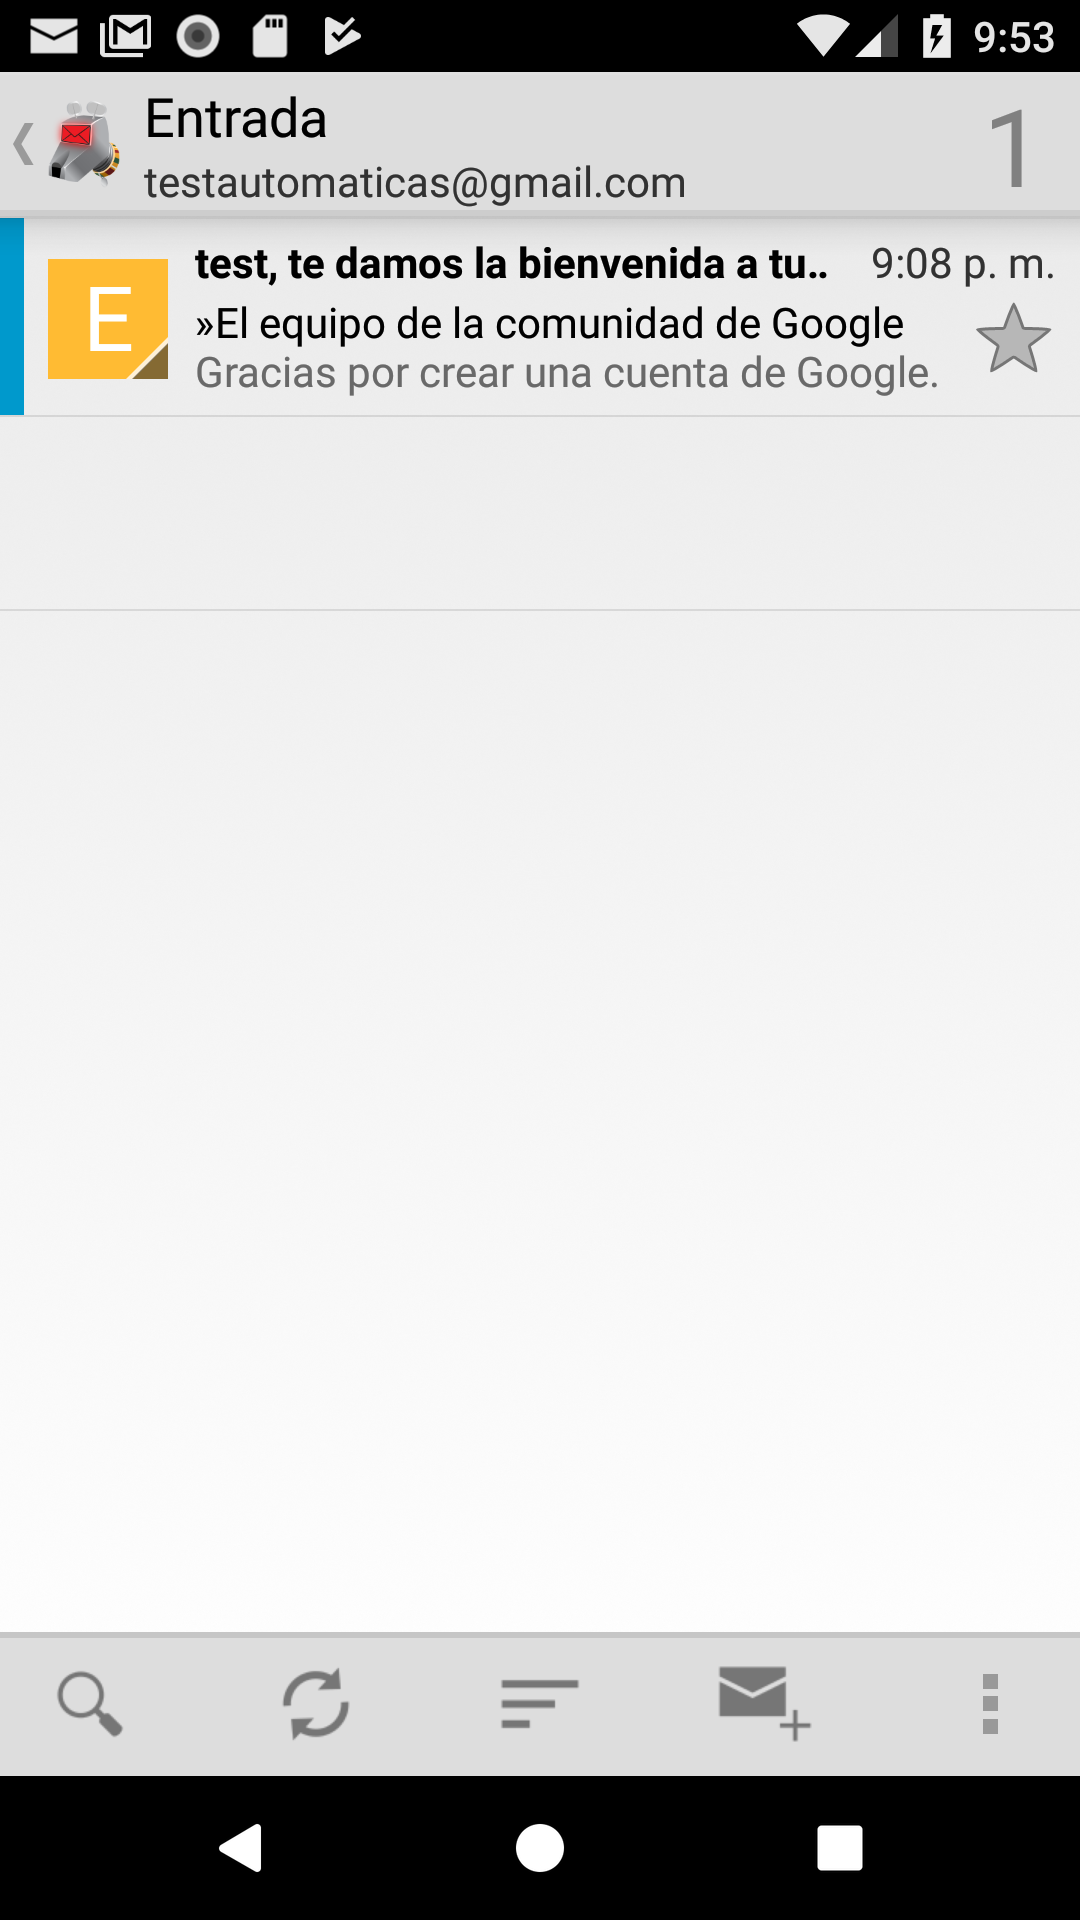 9:53
Entrada
testautomaticas@gmail.com
1
test, te damos la bienvenida a tu..
9:08 p. m.
E
»El equipo de la comunidad de Google
Gracias por crear una cuenta de Google.